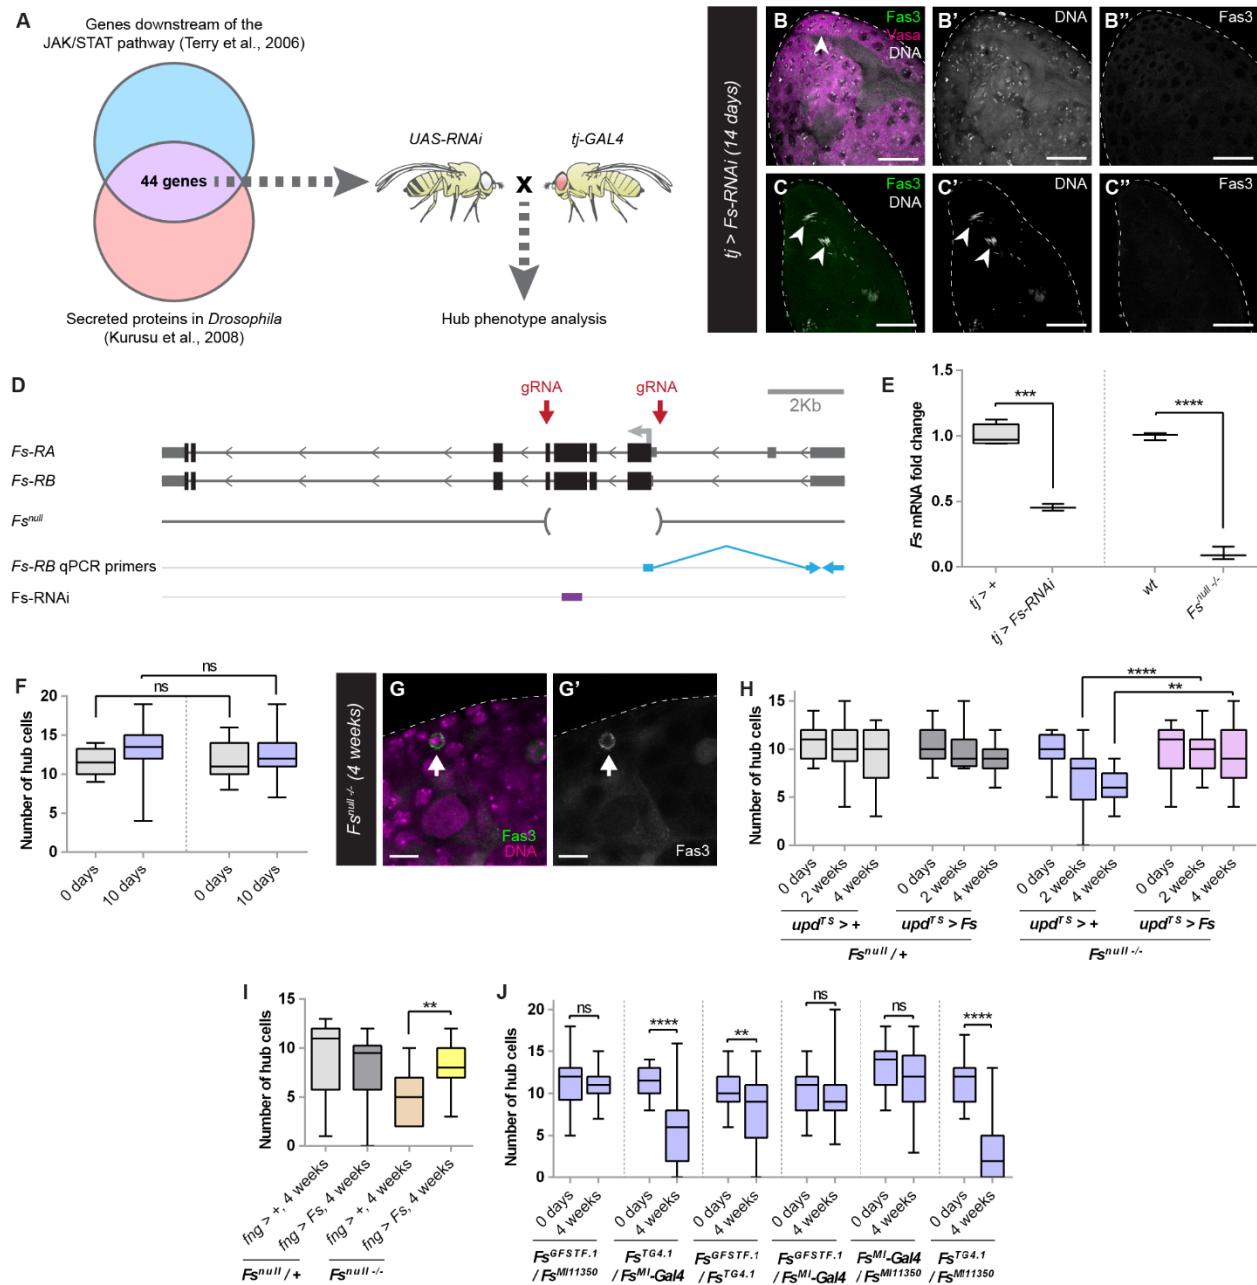 A
Genes downstream of the
JAK/STAT pathway (Terry et al., 2006)
44 genes
Secreted proteins in Drosophila
(Kurusu et al., 2008)
UAS-RNAi
tj-GAL4
x
Hub phenotype analysis
tj > Fs-RNAi (14 days)
B
Fas3
Vasa
DNA
B'
DNA
B"
Fas3
C
Fas3
DNA
C'
DNA
C"
Fas3
D
gRNA
gRNA
2Kb
Fs-RA
Fs-RB
Fsnull
Fs-RB qPCR primers
Fs-RNAi
E
Fs mRNA fold change
1.5
1.0
0.5
0.0
***
****
tj > +
tj > Fs-RNAi
wt
Fsnull -/-
F
Number of hub cells
20
15
10
5
0
ns
ns
0 days
10 days
0 days
10 days
Fsnull -/- (4 weeks)
G
Fas3
DNA
G'
Fas3
H
Number of hub cells
15
10
5
0
****
**
0 days
2 weeks
4 weeks
0 days
2 weeks
4 weeks
0 days
2 weeks
4 weeks
0 days
2 weeks
4 weeks
updTS > +
updTS > Fs
updTS > +
updTS > Fs
Fsnull / +
Fsnull -/-
I
Number of hub cells
15
10
5
0
**
fng > +, 4 weeks
fng > Fs, 4 weeks
fng > +, 4 weeks
fng > Fs, 4 weeks
Fsnull / +
Fsnull -/-
J
Number of hub cells
20
15
10
5
0
ns
****
**
ns
ns
****
0 days
4 weeks
0 days
4 weeks
0 days
4 weeks
0 days
4 weeks
0 days
4 weeks
0 days
4 weeks
FsGFSTF.1
/ FsMI11350
FsTG4.1
/ FsMI-Gal4
FsGFSTF.1
/ FsTG4.1
FsGFSTF.1
/ FsMI-Gal4
FsMI-Gal4
/ FsMI11350
FsTG4.1
/ FsMI11350